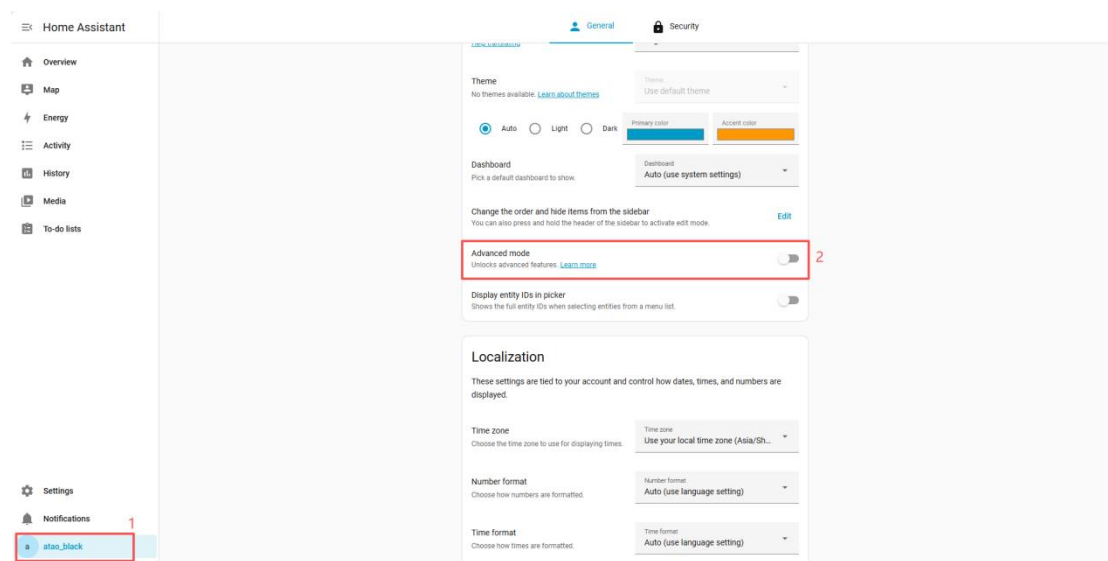 Home Assistant
General
Security
Overview
Map
Energy
Activity
History
Media
To-do lists
Settings
Notifications
1
a atao_black
Help translating
Theme
No themes available. Learn about themes
Theme
Use default theme
Auto
Light
Dark
Primary color
Accent color
Dashboard
Pick a default dashboard to show.
Dashboard
Auto (use system settings)
Change the order and hide items from the sidebar
You can also press and hold the header of the sidebar to activate edit mode.
Edit
Advanced mode
Unlocks advanced features. Learn more
2
Display entity IDs in picker
Shows the full entity IDs when selecting entities from a menu list.
Localization
These settings are tied to your account and control how dates, times, and numbers are
displayed.
Time zone
Choose the time zone to use for displaying times.
Time zone
Use your local time zone (Asia/Sh...
Number format
Choose how numbers are formatted.
Number format
Auto (use language setting)
Time format
Choose how times are formatted.
Time format
Auto (use language setting)